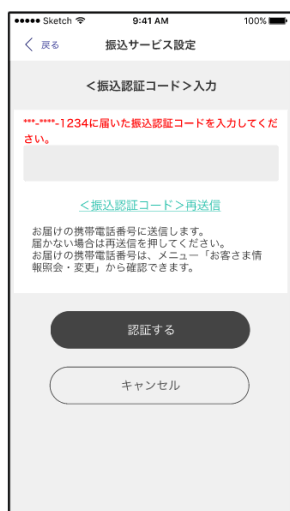 ●●●●● Sketch 9:41 AM 100%
戻る 振込サービス設定
＜振込認証コード＞入力
***-****-1234に届いた振込認証コードを入力してくだ
さい。
＜振込認証コード＞再送信
お届けの携帯電話番号に送信します。
届かない場合は再送信を押してください。
お届けの携帯電話番号は、メニュー「お客さま情
報照会・変更」から確認できます。
認証する
キャンセル